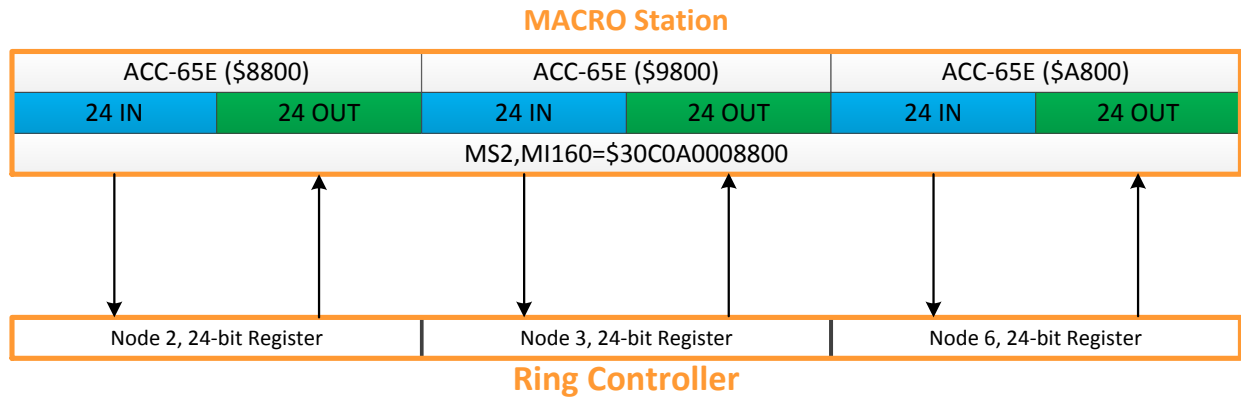 MACRO Station
ACC-65E ($8800) ACC-65E ($9800) ACC-65E ($A800)
24 IN 24 OUT 24 IN 24 OUT 24 IN 24 OUT
MS2,MI160=$30C0A0008800
Node 2, 24-bit Register Node 3, 24-bit Register Node 6, 24-bit Register
Ring Controller